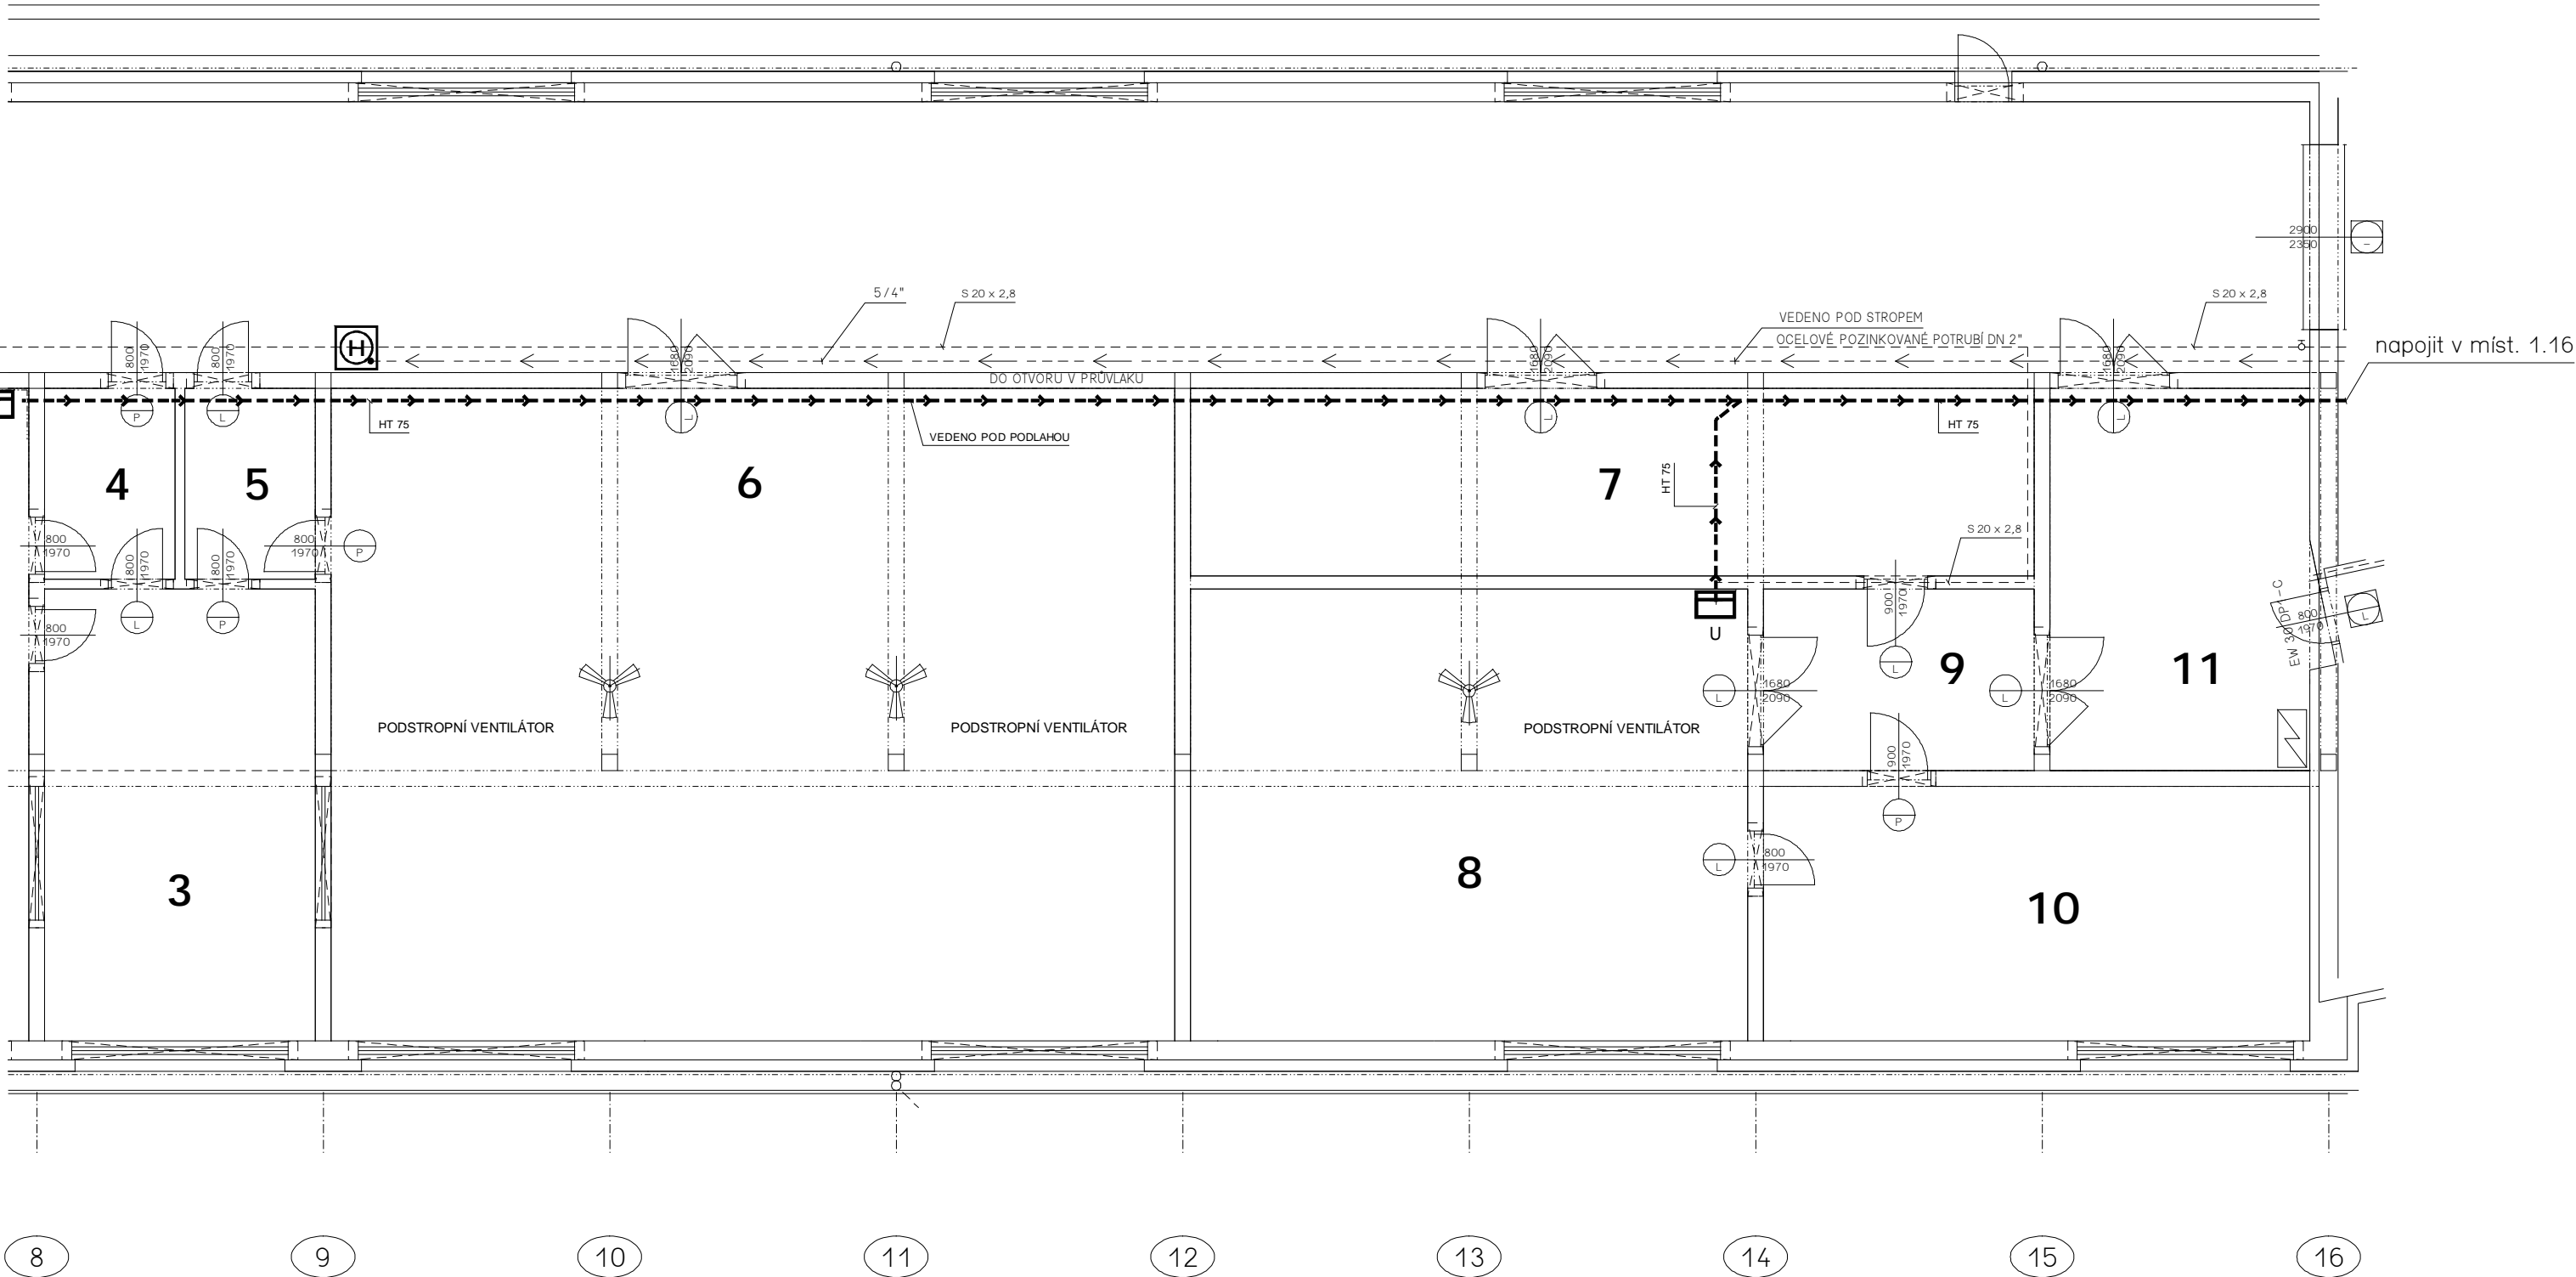 2900
2350
–
5/4"
S 20 x 2,8
S 20 x 2,8
VEDENO POD STROPEM
OCELOVÉ POZINKOVANÉ POTRUBÍ DN 2"
napojit v míst. 1.16
H
800
1970
800
1970
1680
2090
1680
2090
1680
2090
DO OTVORU V PRŮVLAKU
P
L
L
L
L
HT 75
VEDENO POD PODLAHOU
HT 75
HT 75
4
5
6
7
S 20 x 2,8
800
1970
800
1970
800
1970
800
1970
P
900
1970
EW 30 DP1-C
800
1970
L
L
P
800
1970
U
L
9
11
L
1680
2090
L
1680
2090
PODSTROPNÍ VENTILÁTOR
PODSTROPNÍ VENTILÁTOR
PODSTROPNÍ VENTILÁTOR
900
1970
P
3
8
L
800
1970
10
8
9
10
11
12
13
14
15
16